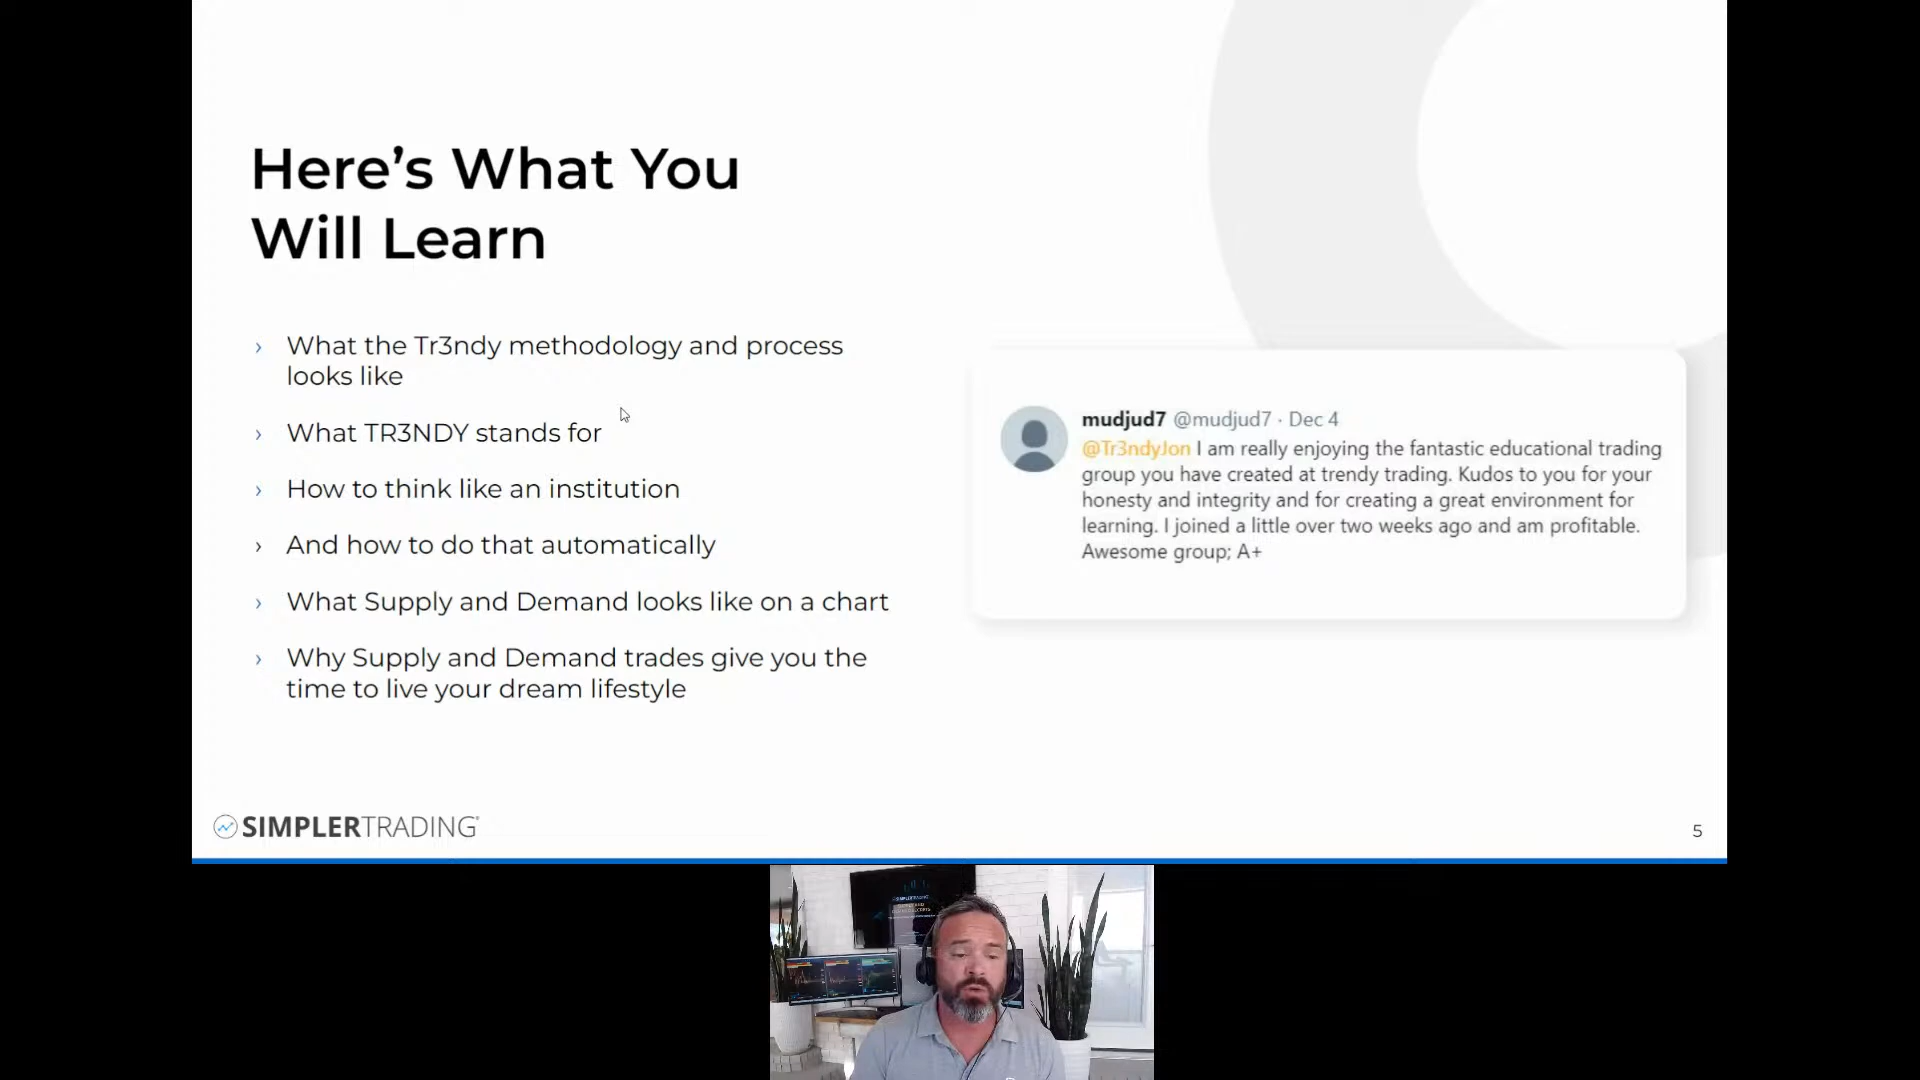 Here’s What You
Will Learn
› What the Tr3ndy methodology and process
looks like
› What TR3NDY stands for
› How to think like an institution
› And how to do that automatically
› What Supply and Demand looks like on a chart
› Why Supply and Demand trades give you the
time to live your dream lifestyle
mudjud7 @mudjud7 · Dec 4
@Tr3ndyJon I am really enjoying the fantastic educational trading
group you have created at trendy trading. Kudos to you for your
honesty and integrity and for creating a great environment for
learning. I joined a little over two weeks ago and am profitable.
Awesome group; A+
SIMPLERTRADING®
5